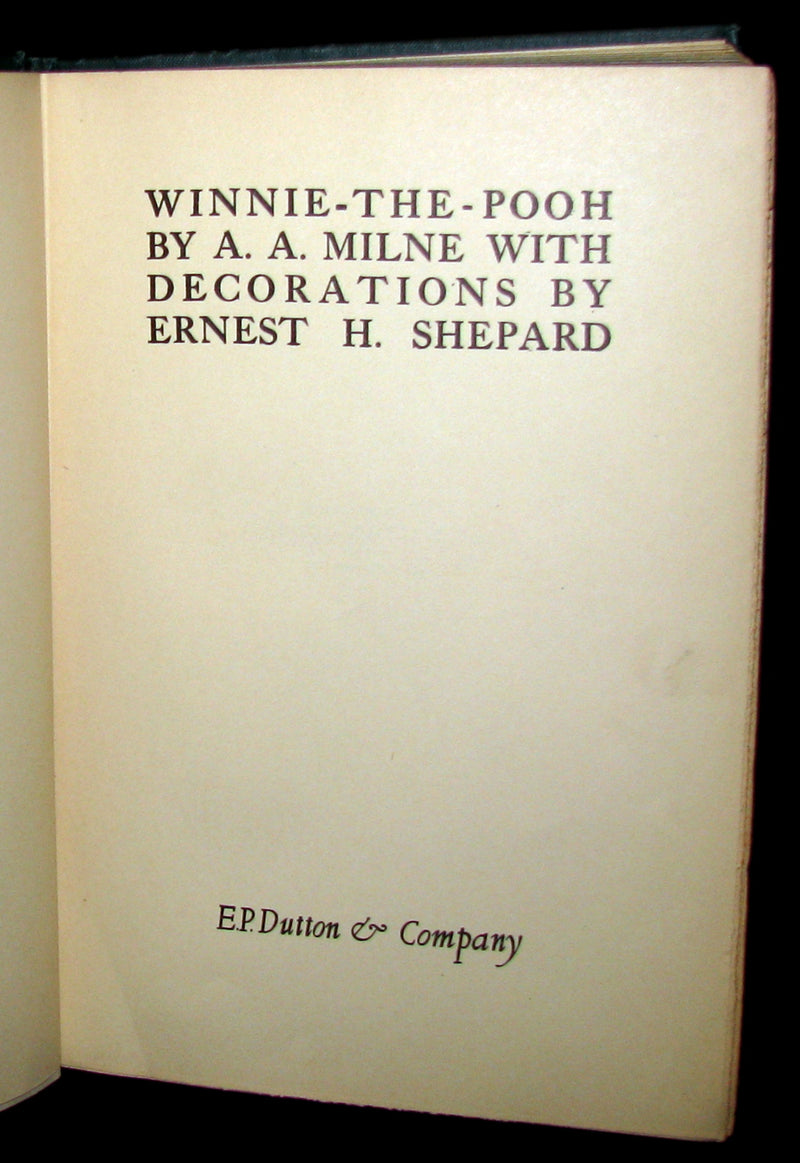 WINNIE-THE-POOH
BY A. A. MILNE WITH
DECORATIONS BY
ERNEST H. SHEPARD
E.P. Dutton & Company